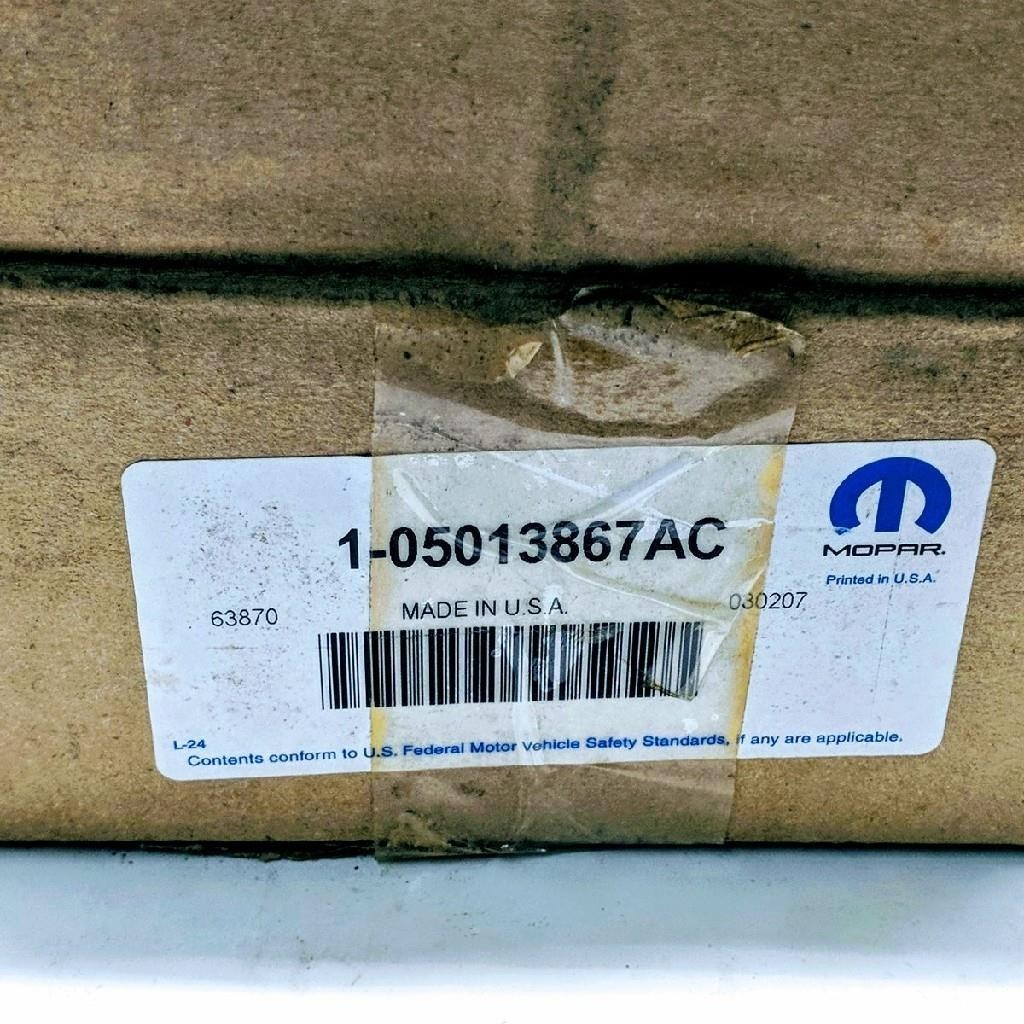 1-05013867AC
MOPAR.
Printed in U.S.A.
63870
MADE IN U.S.A.
030207
L-24
Contents conform to U.S. Federal Motor Vehicle Safety Standards, if any are applicable.